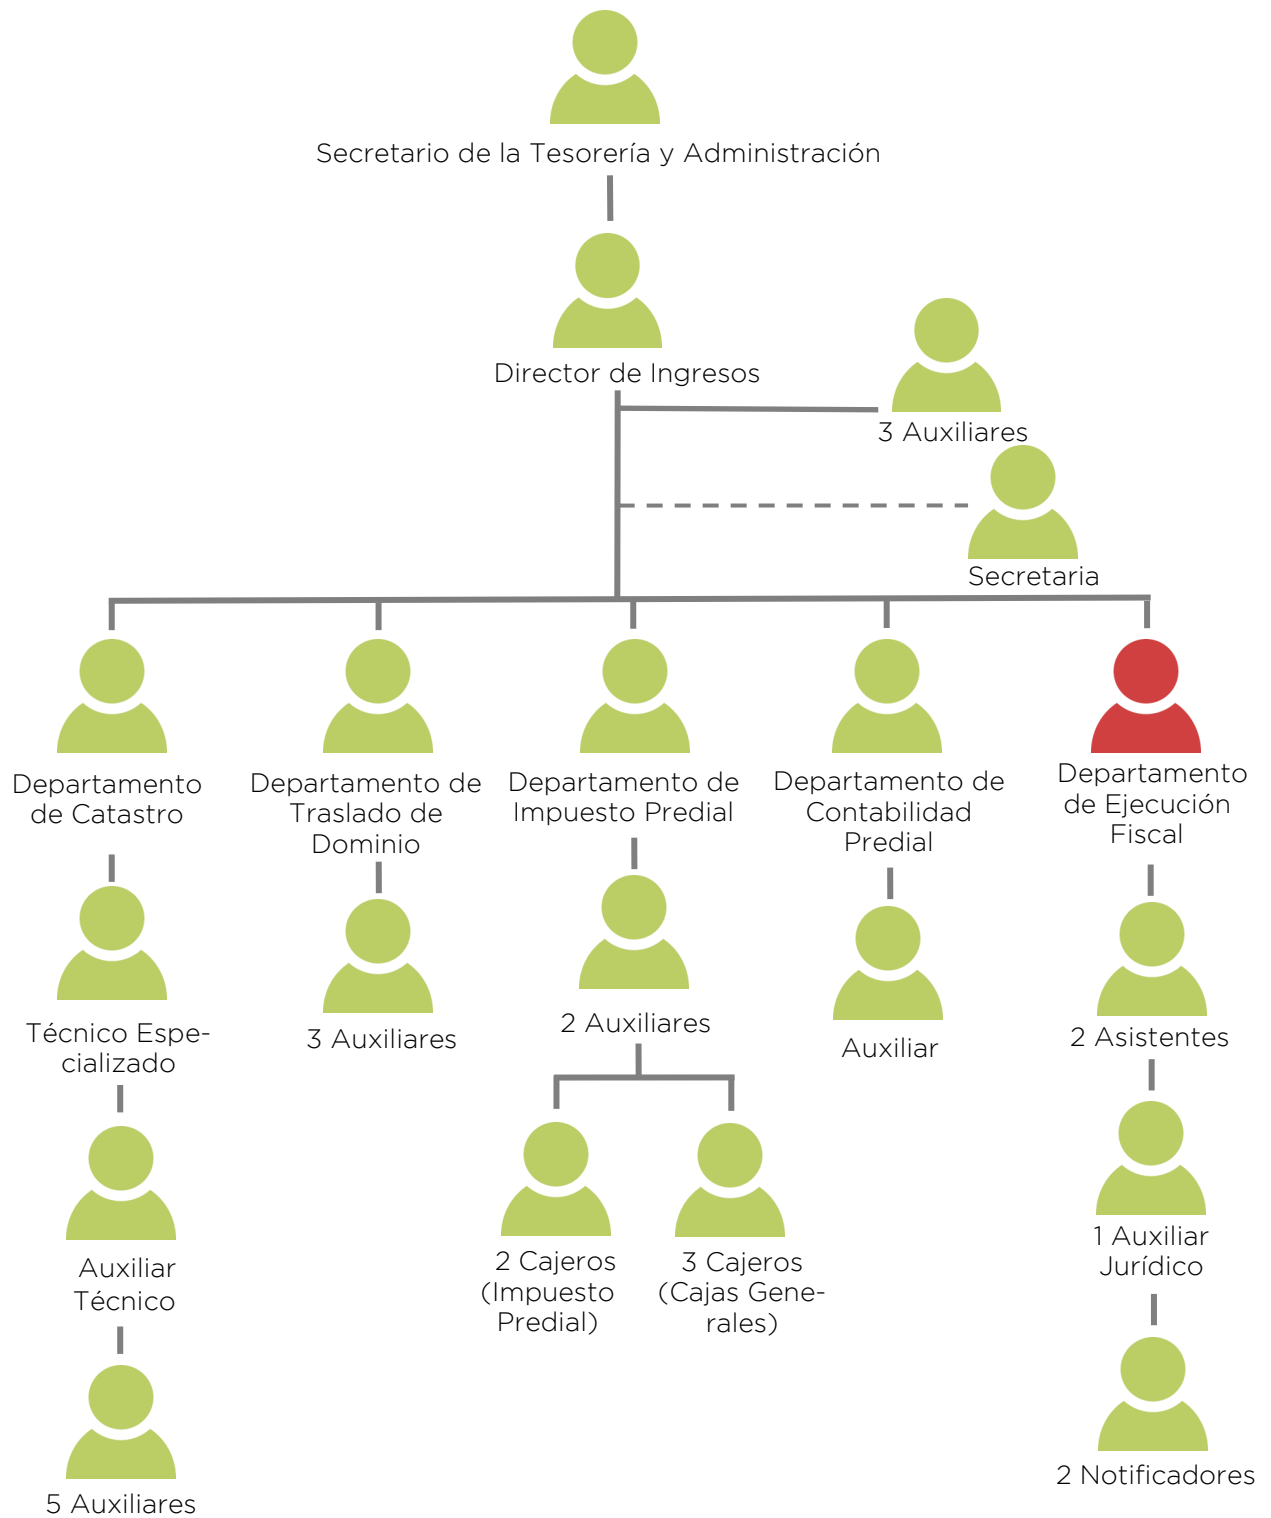 Secretario de la Tesorería y Administración
Director de Ingresos
3 Auxiliares
Secretaria
Departamento
de Catastro
Departamento de
Traslado de
Dominio
Departamento de
Impuesto Predial
Departamento de
Contabilidad
Predial
Departamento
de Ejecución
Fiscal
Técnico Espe-
cializado
3 Auxiliares
2 Auxiliares
Auxiliar
2 Asistentes
Auxiliar
Técnico
2 Cajeros
(Impuesto
Predial)
3 Cajeros
(Cajas Gene-
rales)
1 Auxiliar
Jurídico
5 Auxiliares
2 Notificadores